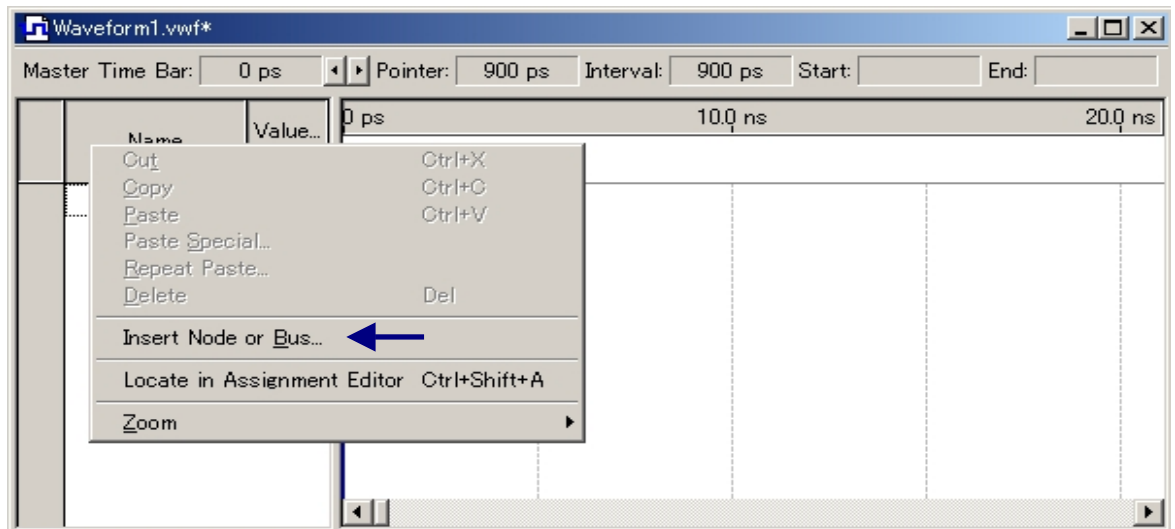 Waveform1.vwf*
Master Time Bar: 0 ps Pointer: 900 ps Interval: 900 ps Start: End:
Name Value... 0 ps 10.0 ns 20.0 ns
Cut Ctrl+X
Copy Ctrl+C
Paste Ctrl+V
Paste Special...
Repeat Paste...
Delete Del
Insert Node or Bus...
Locate in Assignment Editor Ctrl+Shift+A
Zoom